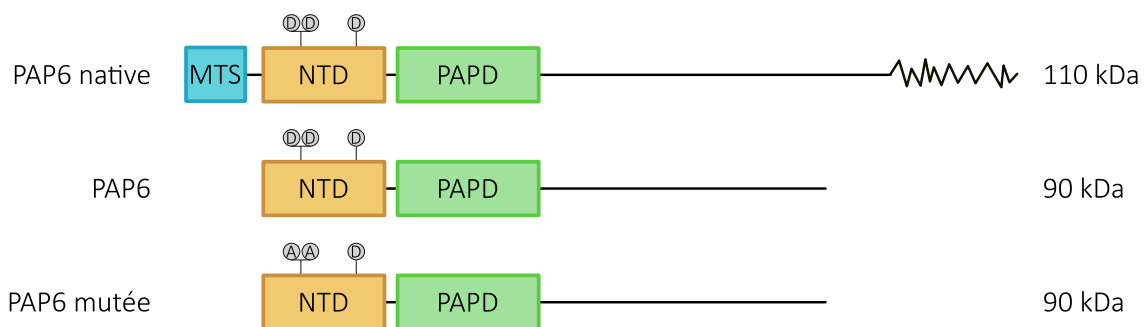 D D D
PAP6 native MTS NTD PAPD 110 kDa
D D D
PAP6 NTD PAPD 90 kDa
A A D
PAP6 mutée NTD PAPD 90 kDa